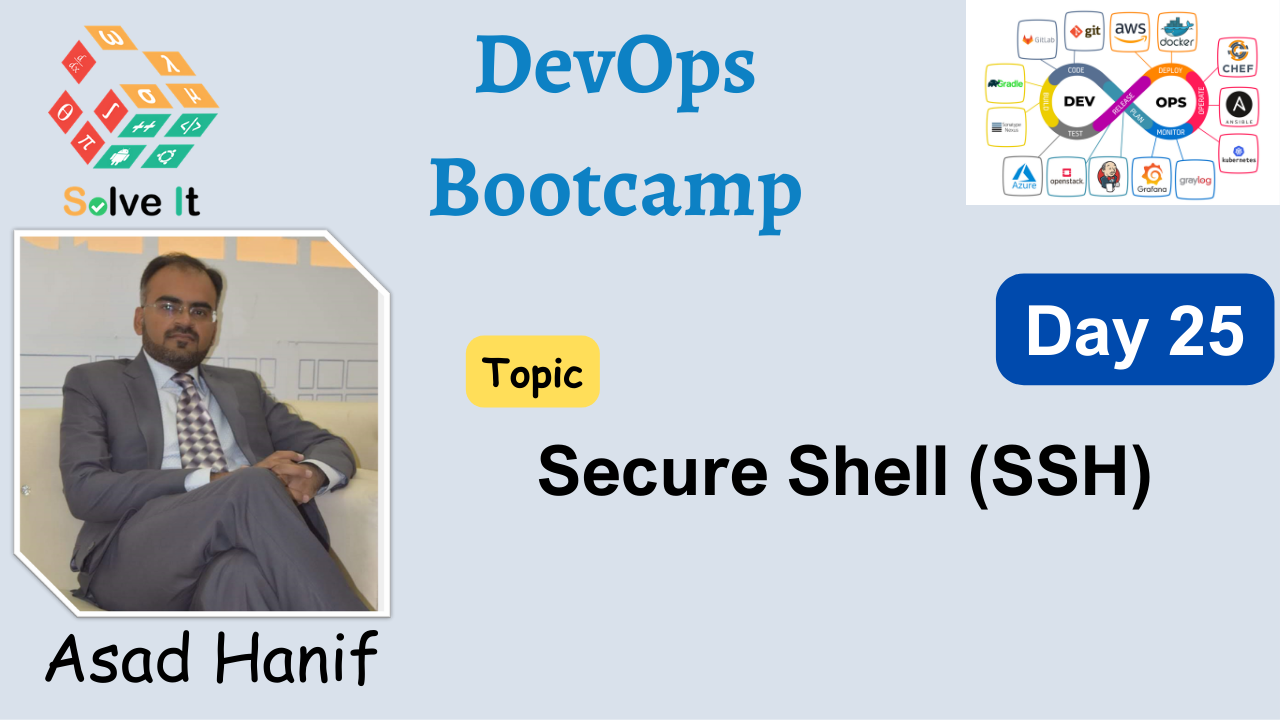 ω
λ
σ
μ
θ
∫
++
</>
π
Solve It
DevOps
Bootcamp
GitLab
git
aws
docker
CHEF
Gradle
CODE
DEPLOY
BUILD
DEV
RELEASE
PLAN
OPS
OPERATE
ANSIBLE
TEST
MONITOR
kubernetes
Azure
openstack.
Grafana
graylog
Day 25
Topic
Secure Shell (SSH)
Asad Hanif